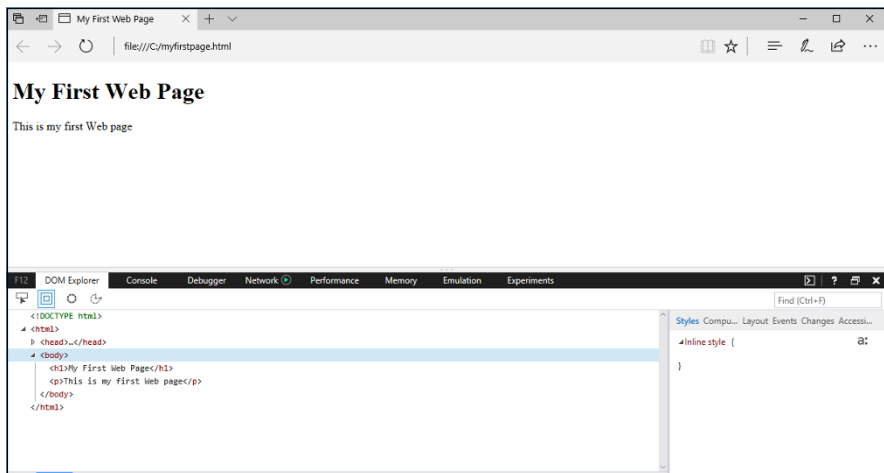 My First Web Page
file:///C:/myfirstpage.html
My First Web Page
This is my first Web page
F12 DOM Explorer Console Debugger Network Performance Memory Emulation Experiments ?
Find (Ctrl+F)
<!DOCTYPE html>
<html>
<head>…</head>
<body>
<h1>My First Web Page</h1>
<p>This is my first Web page</p>
</body>
</html>
Styles Compu... Layout Events Changes Accessi...
Inline style {
a:
}